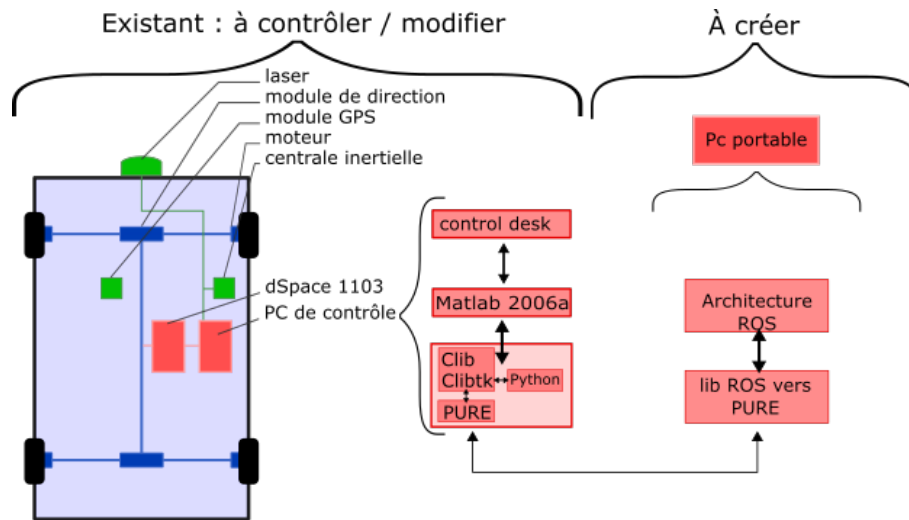 Existant : à contrôler / modifier
À créer
laser
module de direction
module GPS
moteur
centrale inertielle
dSpace 1103
PC de contrôle
control desk
Matlab 2006a
Clib
Clibtk
Python
PURE
Pc portable
Architecture
ROS
lib ROS vers
PURE